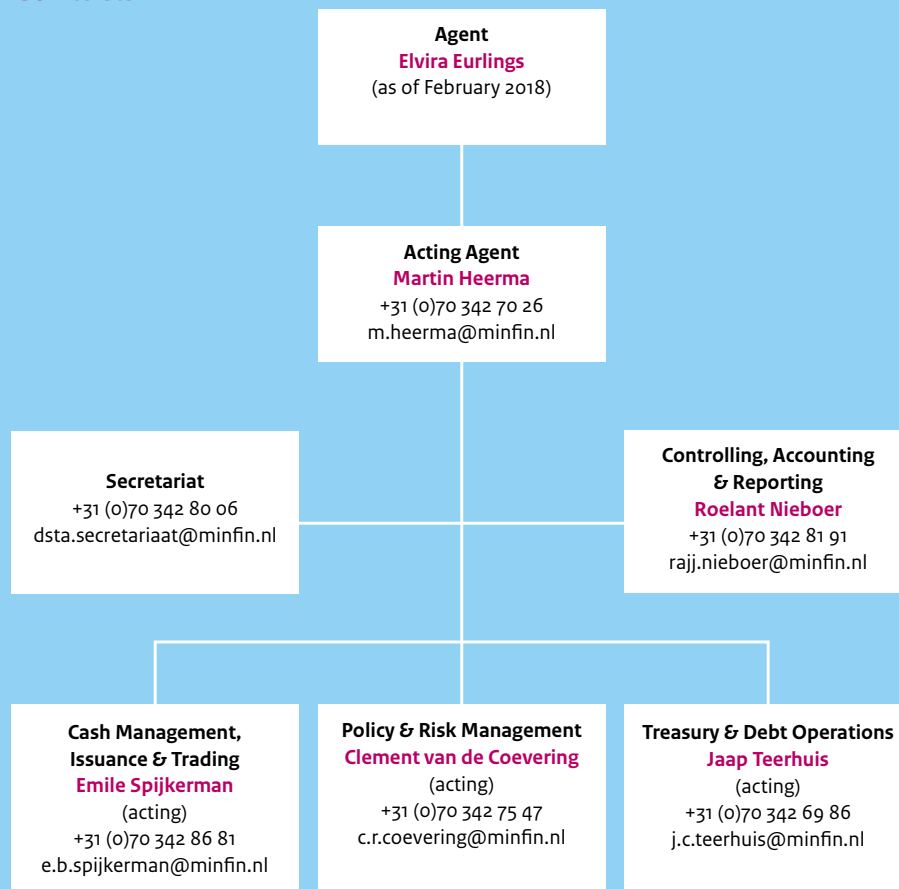 Agent
Elvira Eurlings
(as of February 2018)
Acting Agent
Martin Heerma
+31 (0)70 342 70 26
m.heerma@minfin.nl
Secretariat
+31 (0)70 342 80 06
dsta.secretariaat@minfin.nl
Controlling, Accounting
& Reporting
Roelant Nieboer
+31 (0)70 342 81 91
rajj.nieboer@minfin.nl
Cash Management,
Issuance & Trading
Emile Spijkerman
(acting)
+31 (0)70 342 86 81
e.b.spijkerman@minfin.nl
Policy & Risk Management
Clement van de Coevering
(acting)
+31 (0)70 342 75 47
c.r.coevering@minfin.nl
Treasury & Debt Operations
Jaap Teerhuis
(acting)
+31 (0)70 342 69 86
j.c.teerhuis@minfin.nl